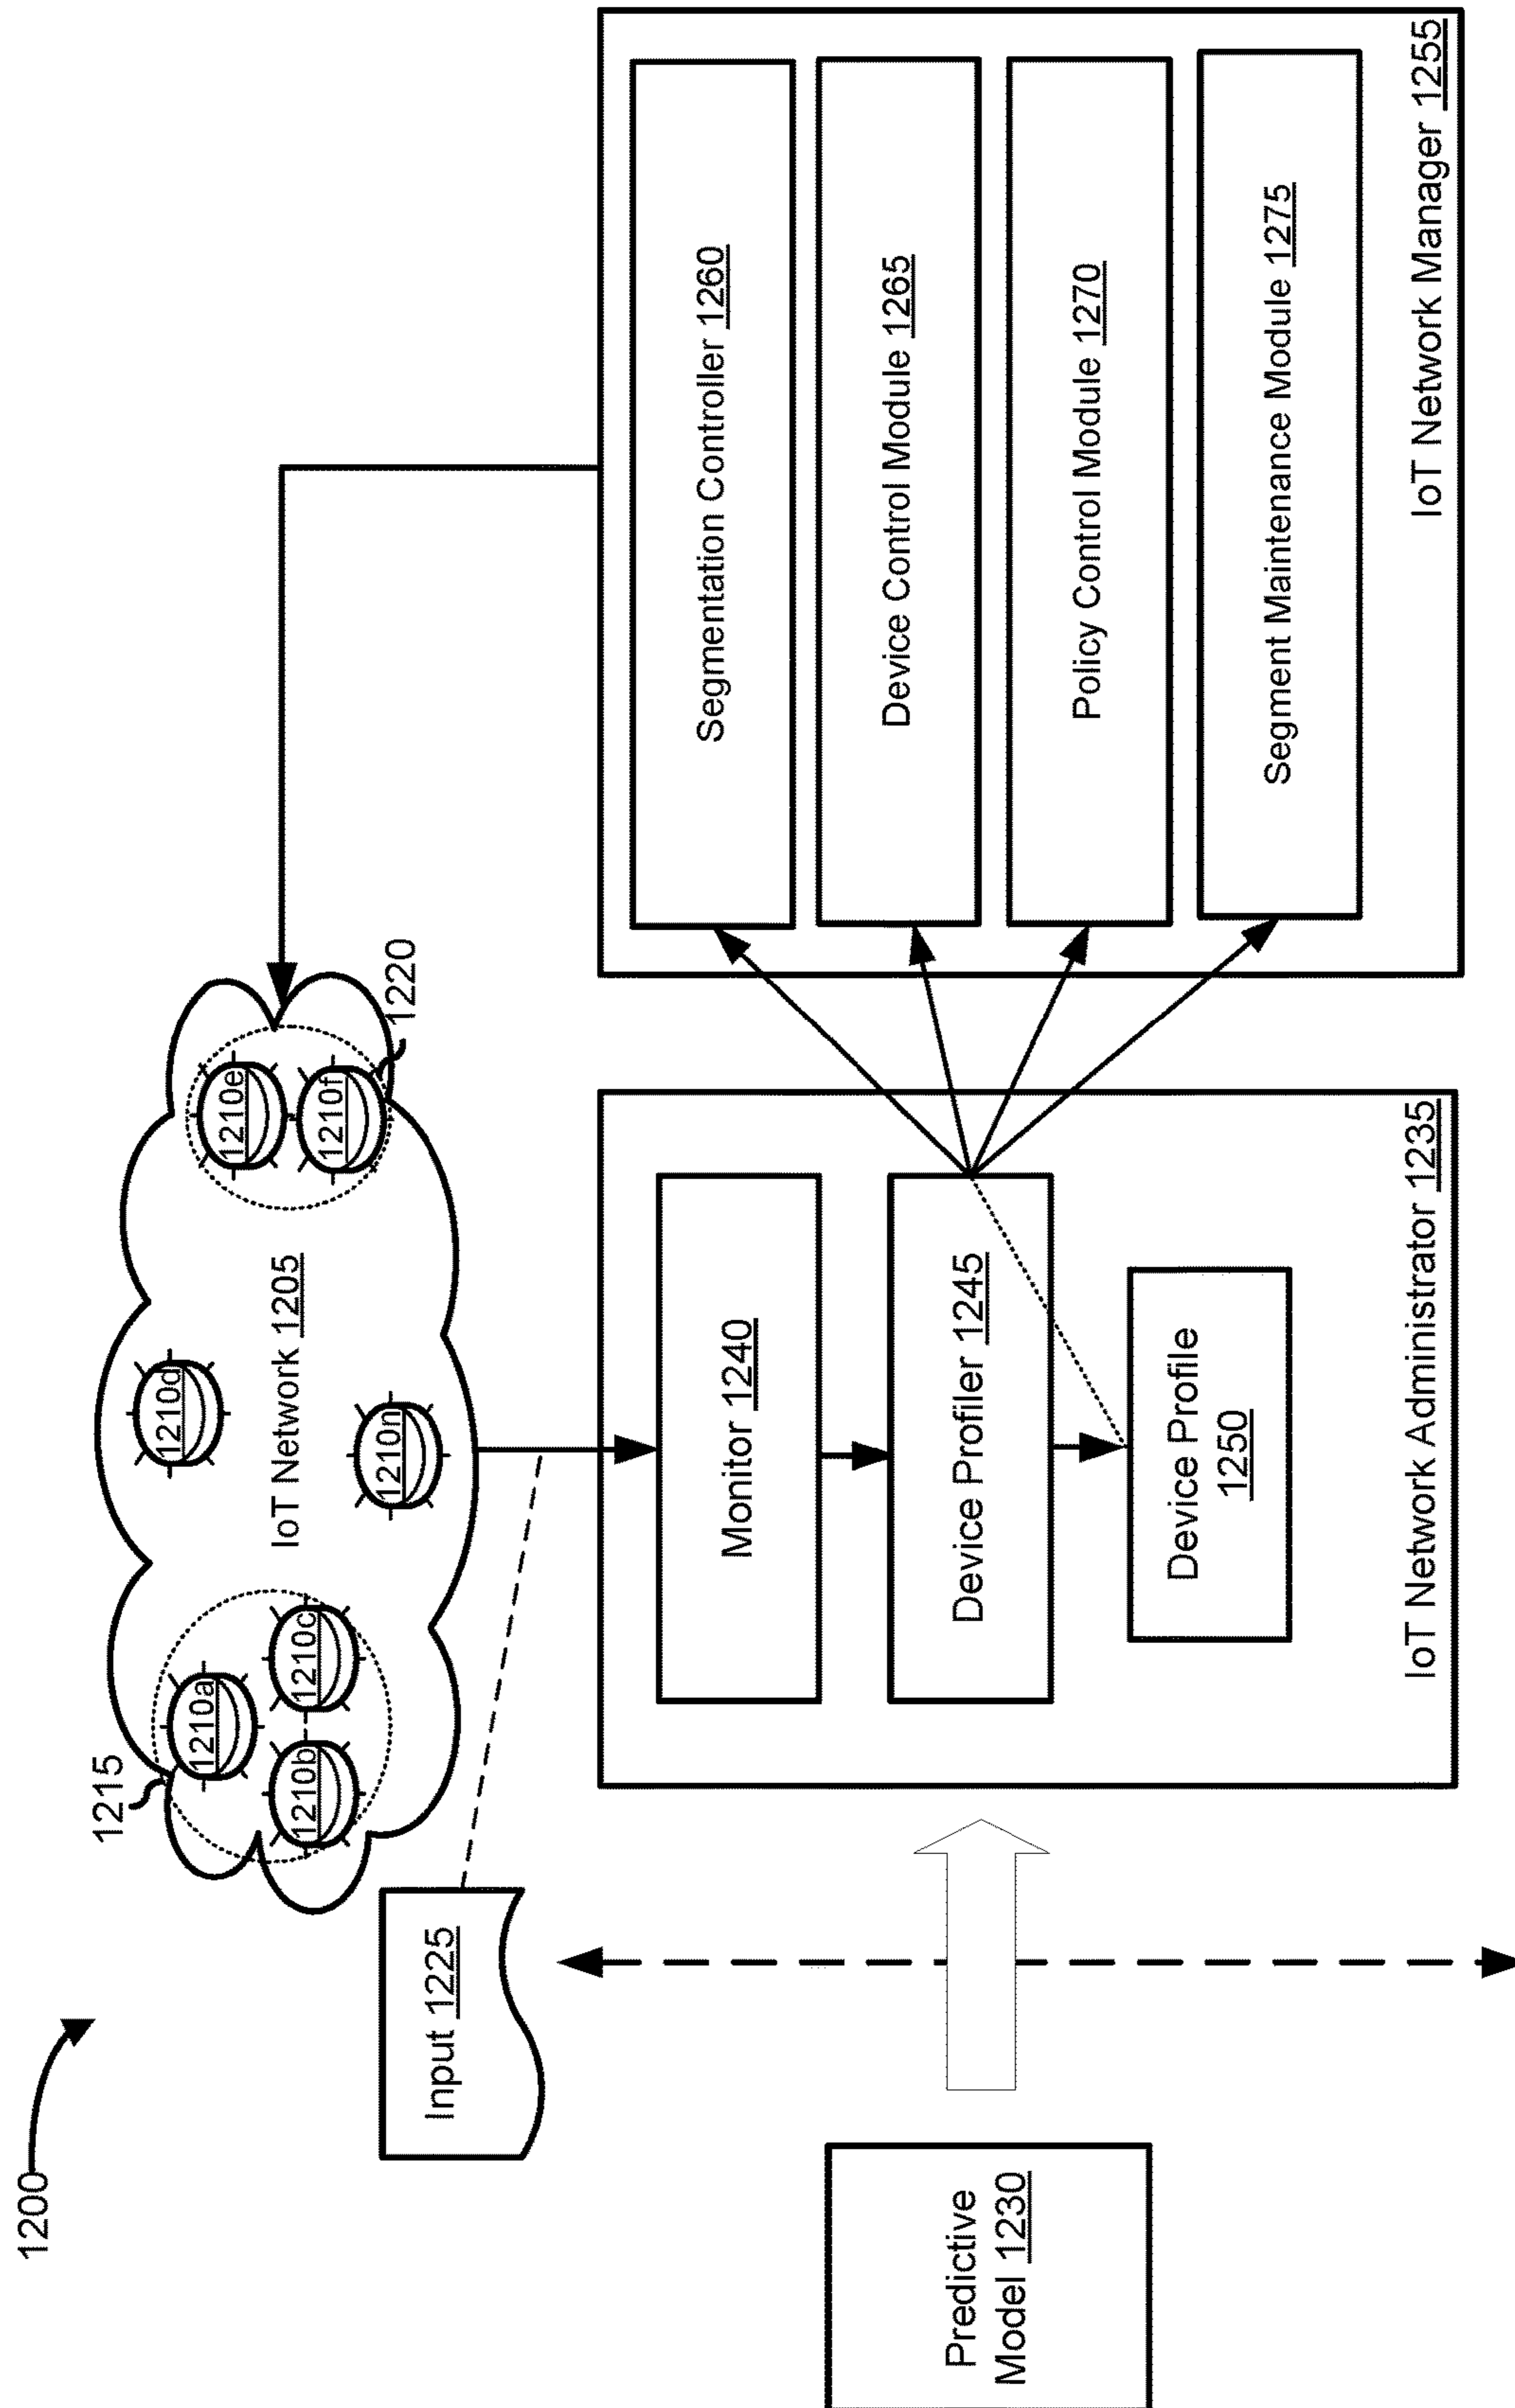 1200
1215
1210a
1210b
1210c
1210d
IoT Network 1205
1210n
1210e
1210f
1220
Input 1225
Predictive
Model 1230
Monitor 1240
Device Profiler 1245
Device Profile
1250
IoT Network Administrator 1235
Segmentation Controller 1260
Device Control Module 1265
Policy Control Module 1270
Segment Maintenance Module 1275
IoT Network Manager 1255